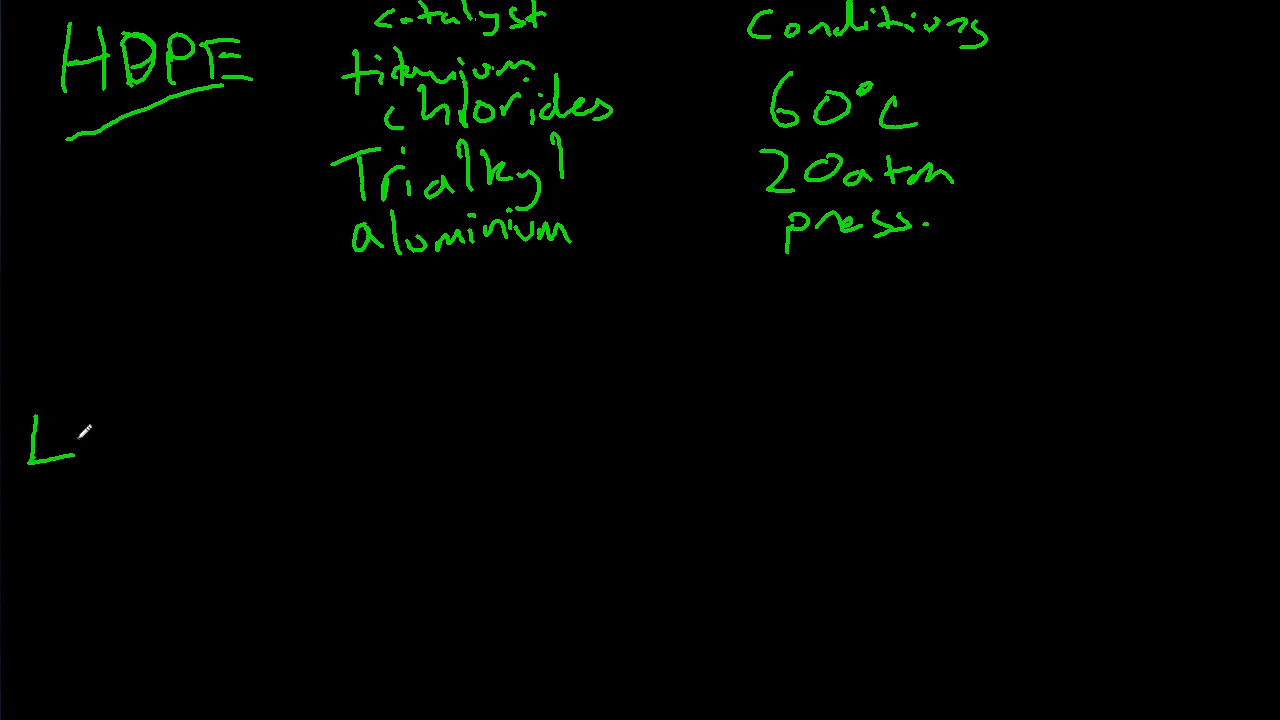 HDPE
catalyst
titanium
chlorides
Trialkyl
aluminium
Conditions
60°C
20atm
press.
L